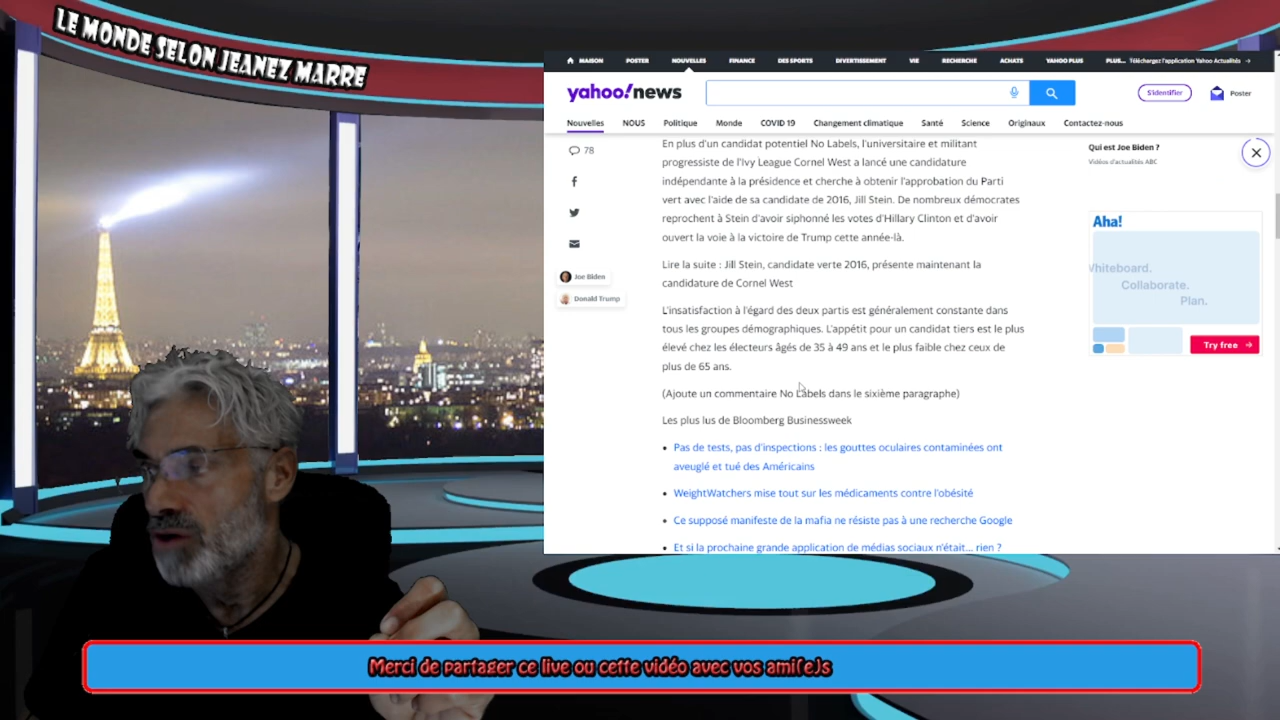 LE MONDE SELON JEANEZ MARRE
MAISON POSTER NOUVELLES FINANCE DES SPORTS DIVERTISSEMENT VIE RECHERCHE ACHATS YAHOO PLUS PLUS... Téléchargez l'application Yahoo Actualités →
yahoo!news
S'identifier
Poster
Nouvelles NOUS Politique Monde COVID 19 Changement climatique Santé Science Originaux Contactez-nous
78
Joe Biden
Donald Trump
En plus d'un candidat potentiel No Labels, l'universitaire et militant
progressiste de l'Ivy League Cornel West a lancé une candidature
indépendante à la présidence et cherche à obtenir l'approbation du Parti
vert avec l'aide de sa candidate de 2016, Jill Stein. De nombreux démocrates
reprochent à Stein d'avoir siphonné les votes d'Hillary Clinton et d'avoir
ouvert la voie à la victoire de Trump cette année-là.
Lire la suite : Jill Stein, candidate verte 2016, présente maintenant la
candidature de Cornel West
L'insatisfaction à l'égard des deux partis est généralement constante dans
tous les groupes démographiques. L'appétit pour un candidat tiers est le plus
élevé chez les électeurs âgés de 35 à 49 ans et le plus faible chez ceux de
plus de 65 ans.
(Ajoute un commentaire No Labels dans le sixième paragraphe)
Les plus lus de Bloomberg Businessweek
• Pas de tests, pas d'inspections : les gouttes oculaires contaminées ont
aveuglé et tué des Américains
• WeightWatchers mise tout sur les médicaments contre l'obésité
• Ce supposé manifeste de la mafia ne résiste pas à une recherche Google
• Et si la prochaine grande application de médias sociaux n'était... rien ?
Qui est Joe Biden ?
Vidéos d'actualités ABC
Aha!
Whiteboard.
Collaborate.
Plan.
Try free →
Merci de partager ce live ou cette vidéo avec vos ami(e)s